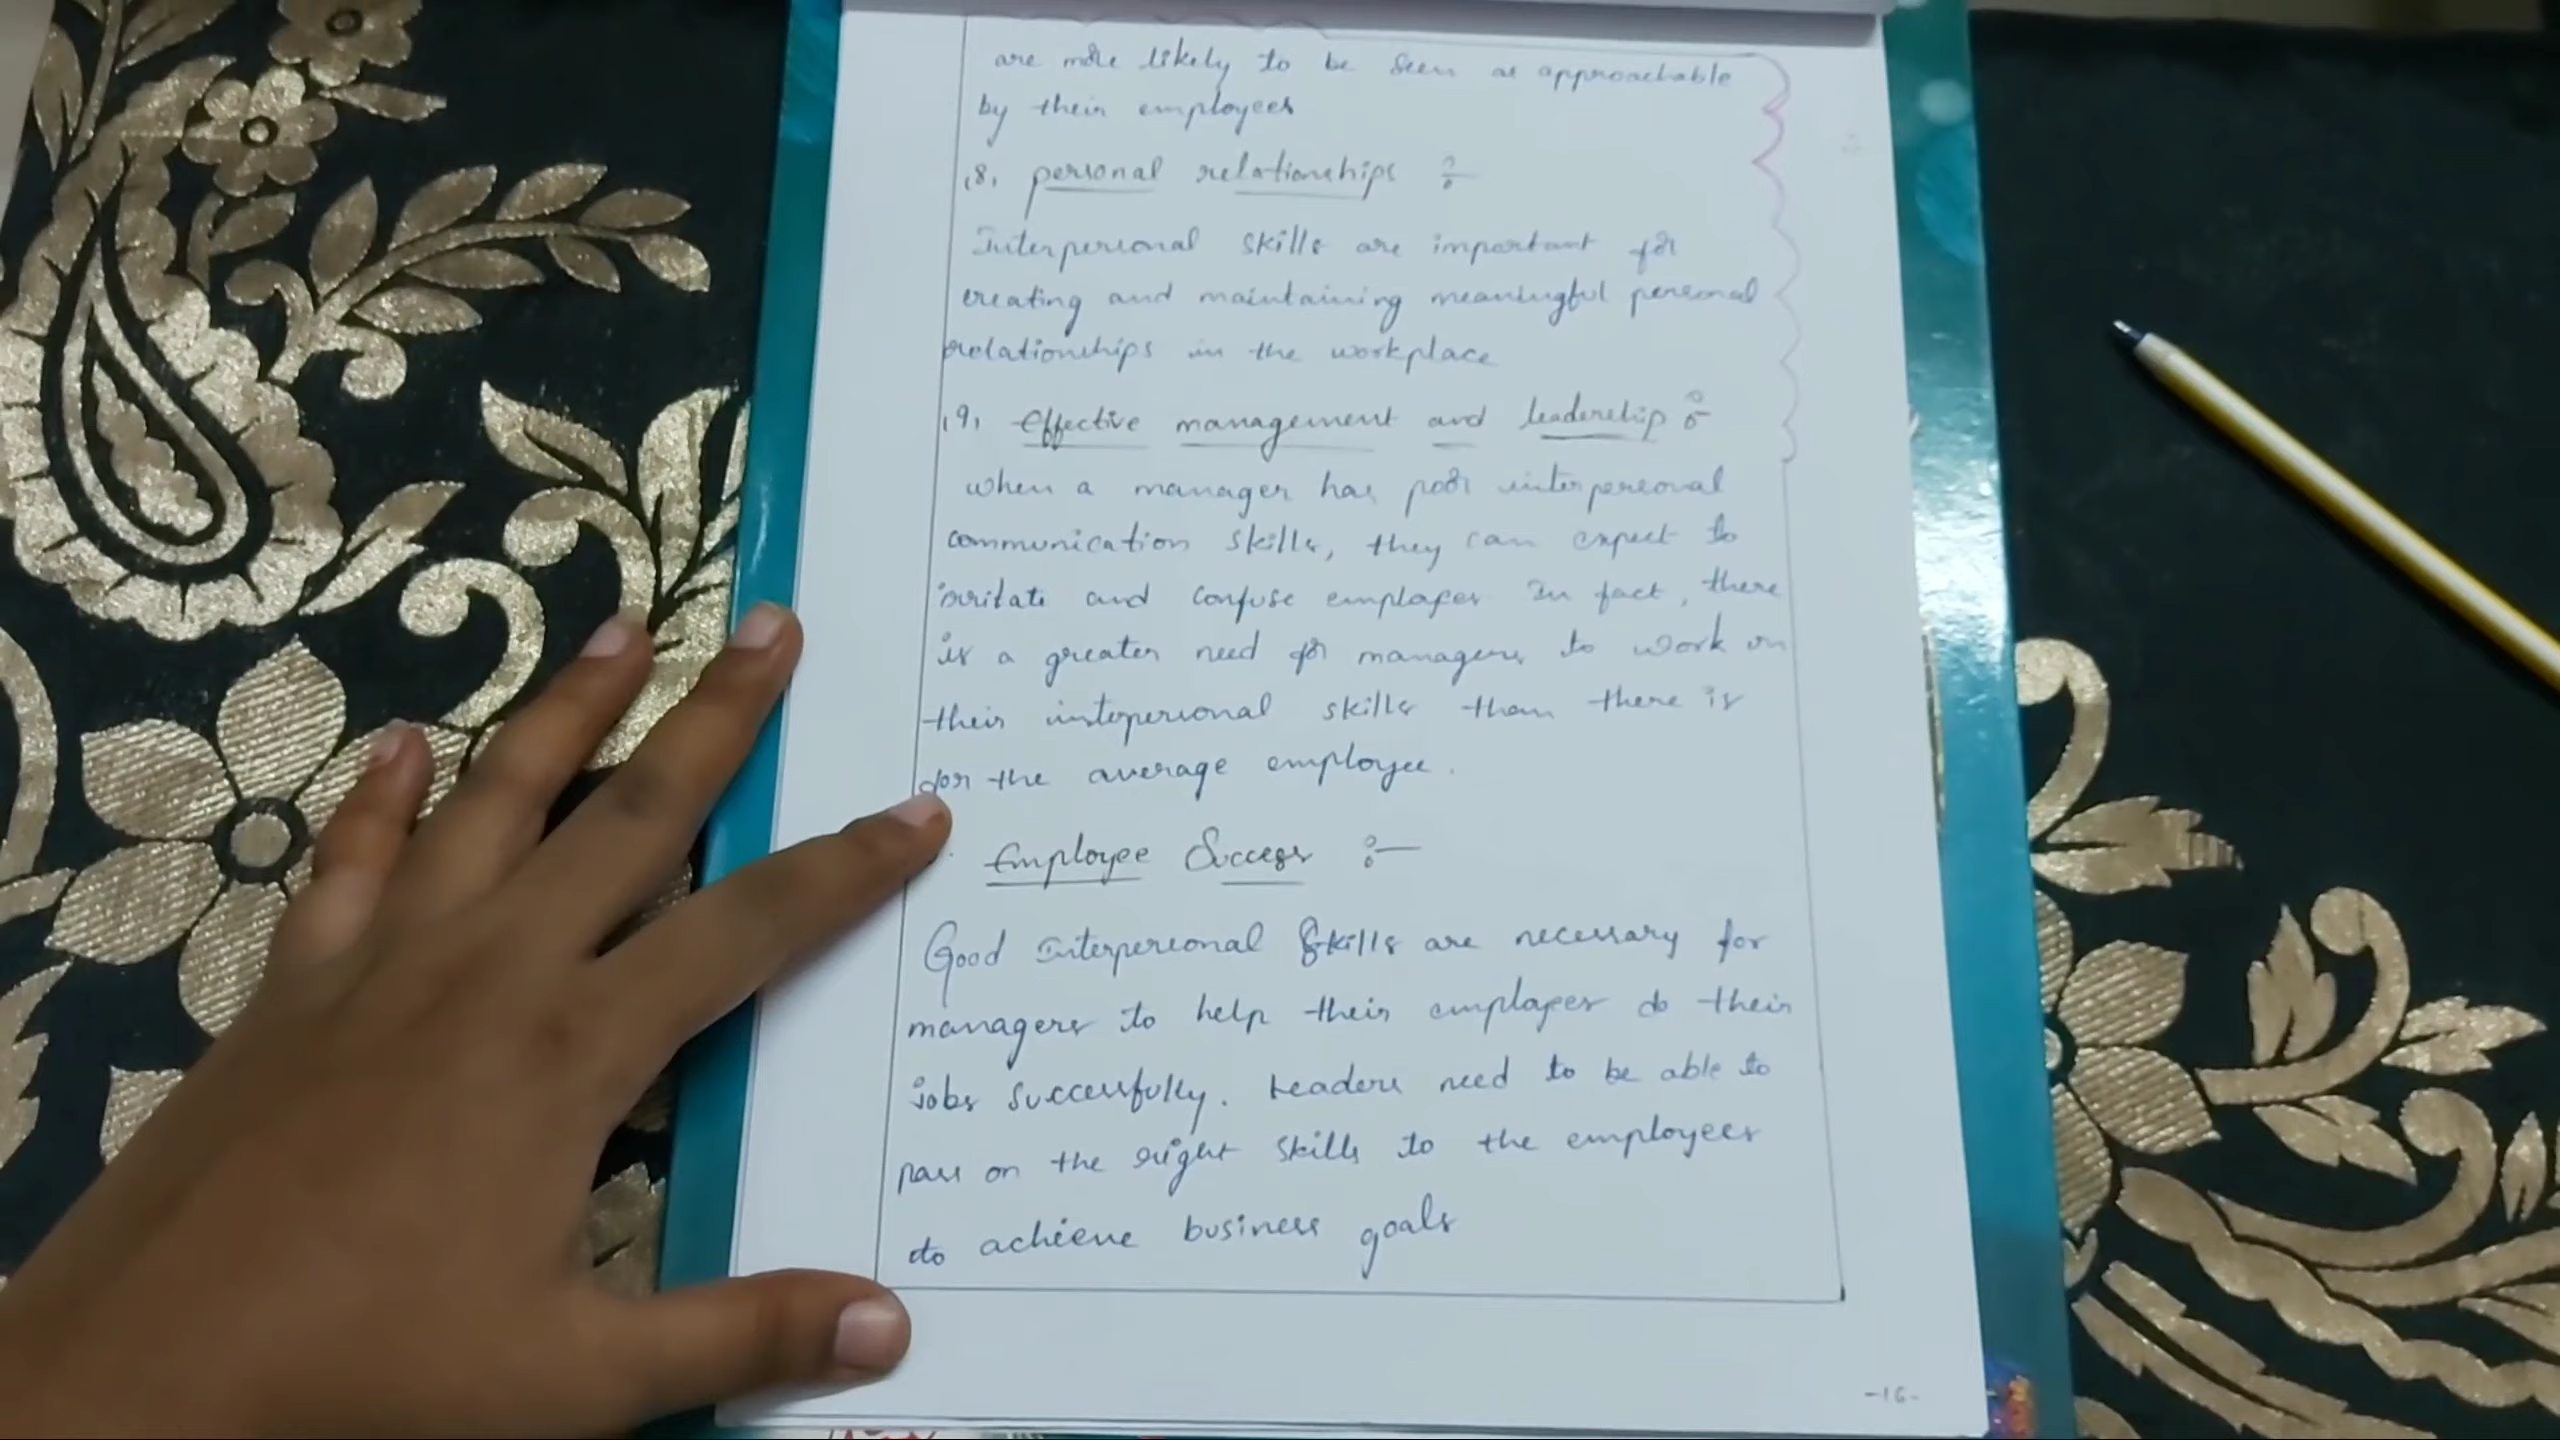 are more likely to be seen as approachable
by their employees
(8) personal relationships :-
Interpersonal skills are important for
creating and maintaining meaningful personal
relationships in the workplace
(9) Effective management and leadership :-
when a manager has poor interpersonal
communication skills, they can expect to
irritate and confuse employes In fact, there
is a greater need for managers to work on
their interpersonal skills than there is
for the average employee.
Employee Success :-
Good Interpersonal Skills are necessary for
managers to help their employes do their
jobs successfully. Leaders need to be able to
pass on the right skills to the employees
to achieve business goals
-16-